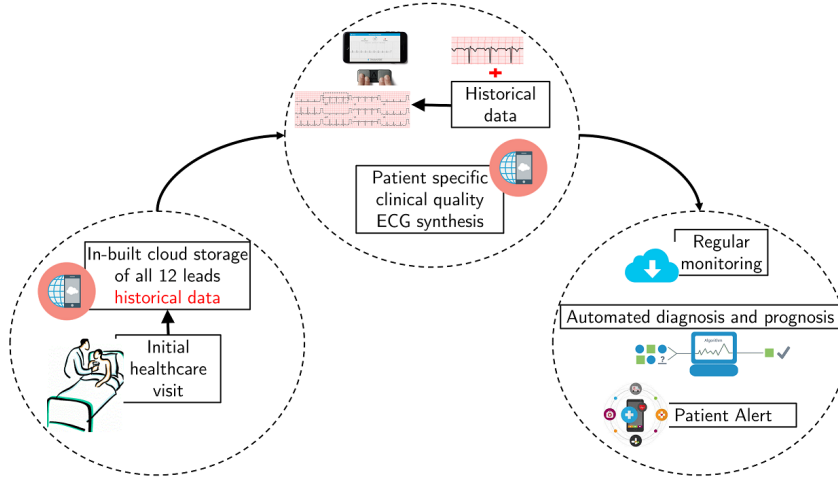 Historical
data
Patient specific
clinical quality
ECG synthesis
In-built cloud storage
of all 12 leads
historical data
Initial
healthcare
visit
Regular
monitoring
Automated diagnosis and prognosis
Algorithm
?
Patient Alert